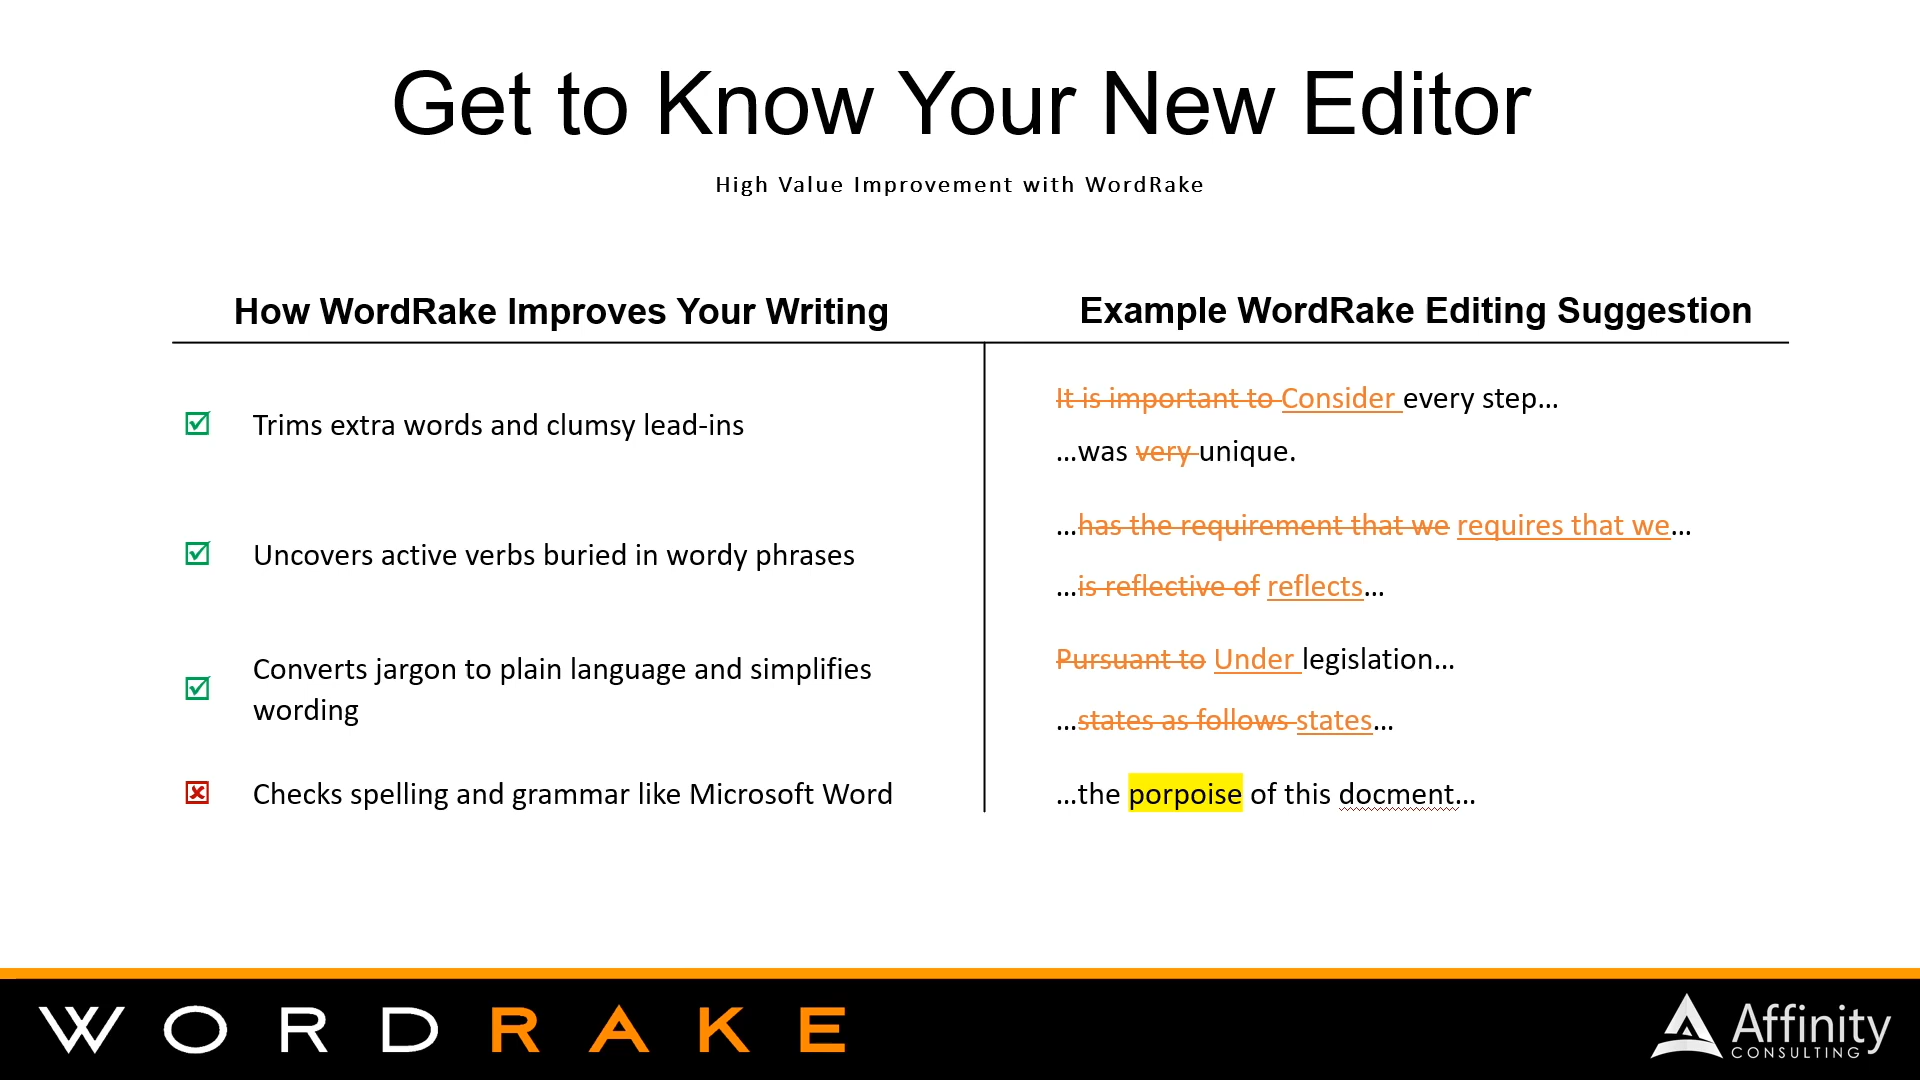 Get to Know Your New Editor
High Value Improvement with WordRake
How WordRake Improves Your Writing
Example WordRake Editing Suggestion
Trims extra words and clumsy lead-ins
It is important to Consider every step…
…was very unique.
Uncovers active verbs buried in wordy phrases
…has the requirement that we requires that we…
…is reflective of reflects…
Converts jargon to plain language and simplifies
wording
Pursuant to Under legislation…
…states as follows states…
Checks spelling and grammar like Microsoft Word
…the porpoise of this docment…
WORDRAKE
Affinity
CONSULTING